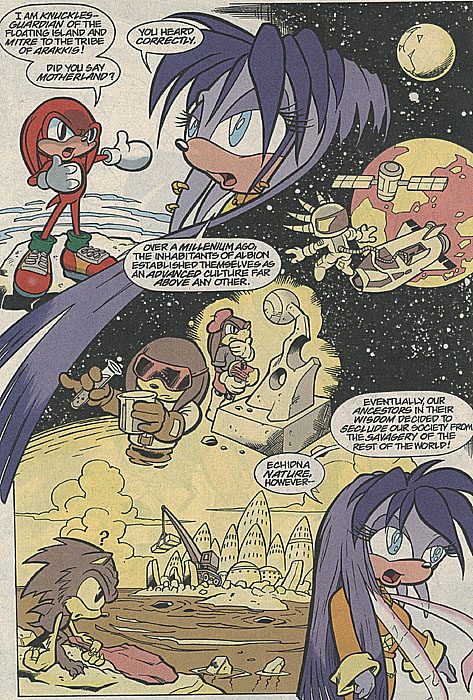 I AM KNUCKLES--
GUARDIAN OF THE
FLOATING ISLAND AND
MITRE TO THE TRIBE
OF ARAKKIS!
DID YOU SAY
MOTHERLAND?
YOU HEARD
CORRECTLY.
OVER A MILLENIUM AGO,
THE INHABITANTS OF ALBION
ESTABLISHED THEMSELVES AS
AN ADVANCED CULTURE FAR
ABOVE ANY OTHER.
EVENTUALLY, OUR
ANCESTORS IN THEIR
WISDOM DECIDED TO
SECLUDE OUR SOCIETY FROM
THE SAVAGERY OF THE
REST OF THE WORLD!
ECHIDNA
NATURE,
HOWEVER--
?